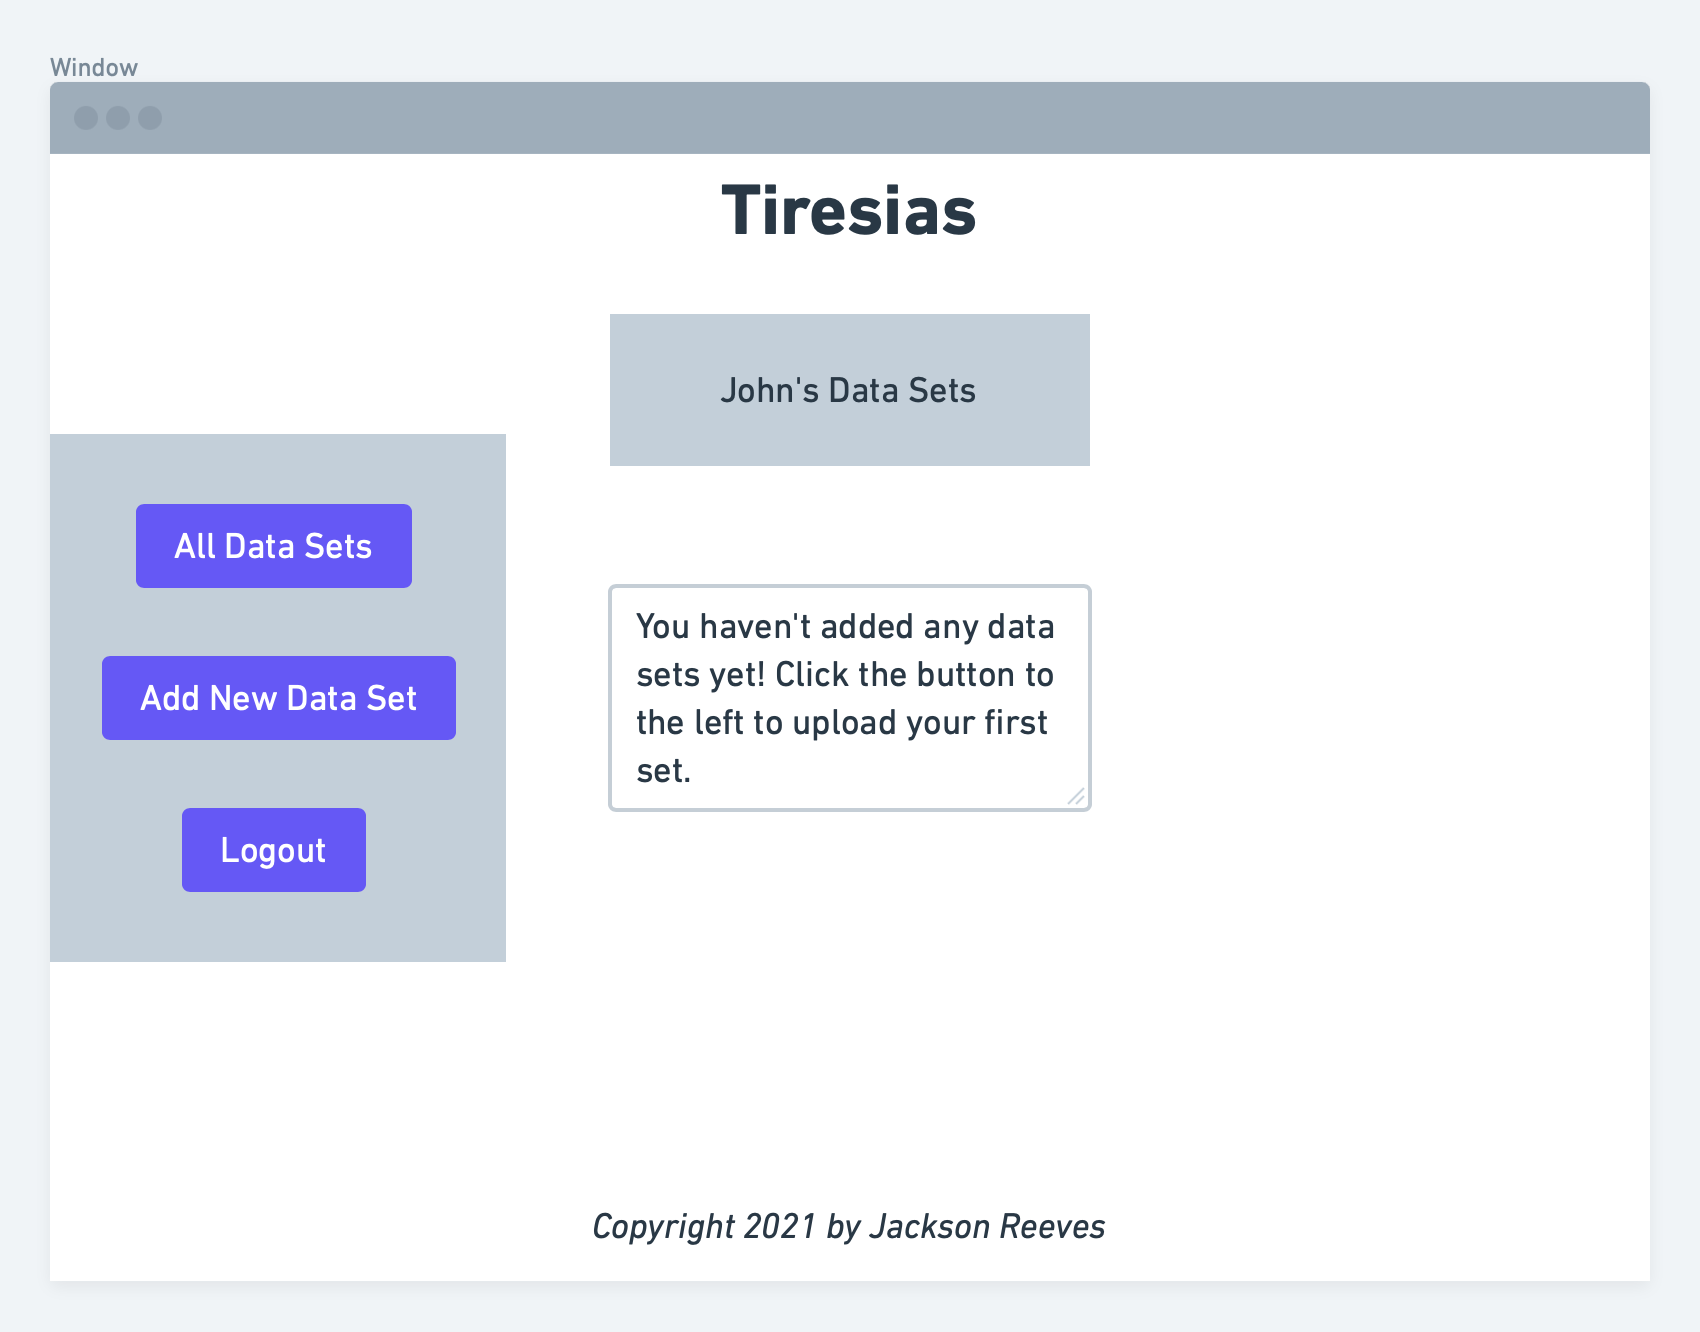 Window
Tiresias
John's Data Sets
All Data Sets
Add New Data Set
Logout
You haven't added any data
sets yet! Click the button to
the left to upload your first
set.
Copyright 2021 by Jackson Reeves